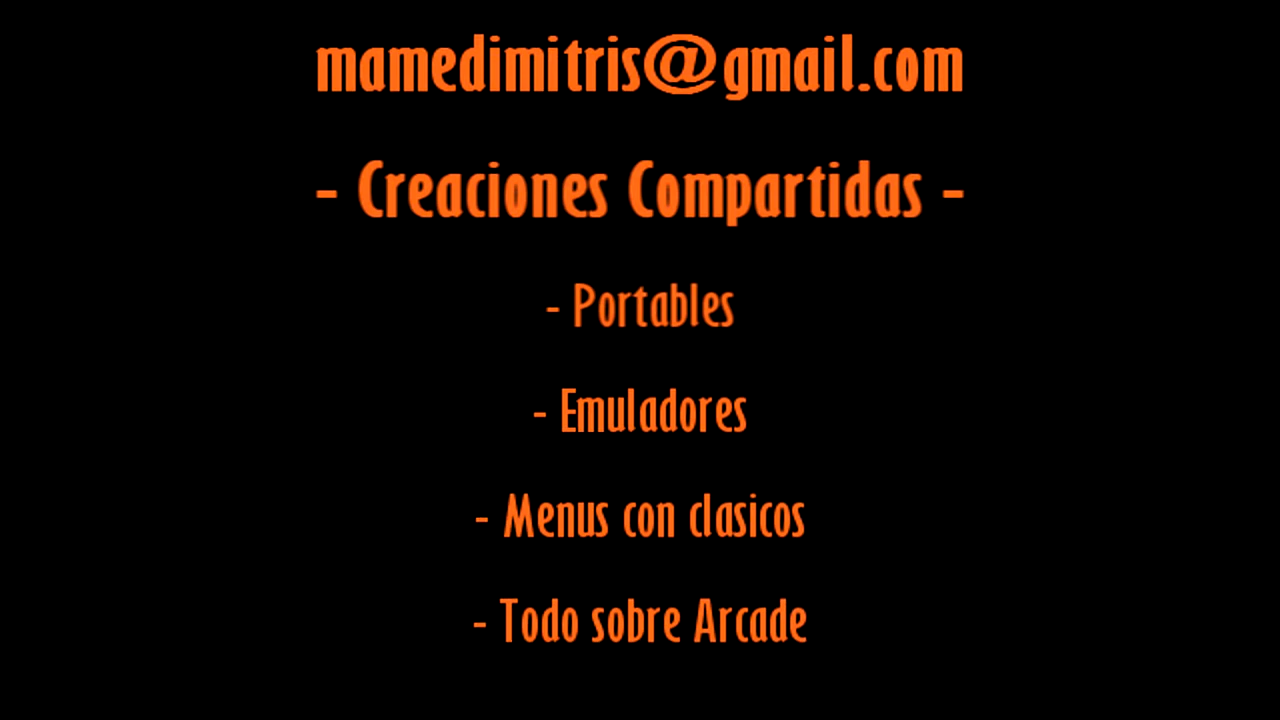 mamedimitris@gmail.com
- Creaciones Compartidas -
- Portables
- Emuladores
- Menus con clasicos
- Todo sobre Arcade